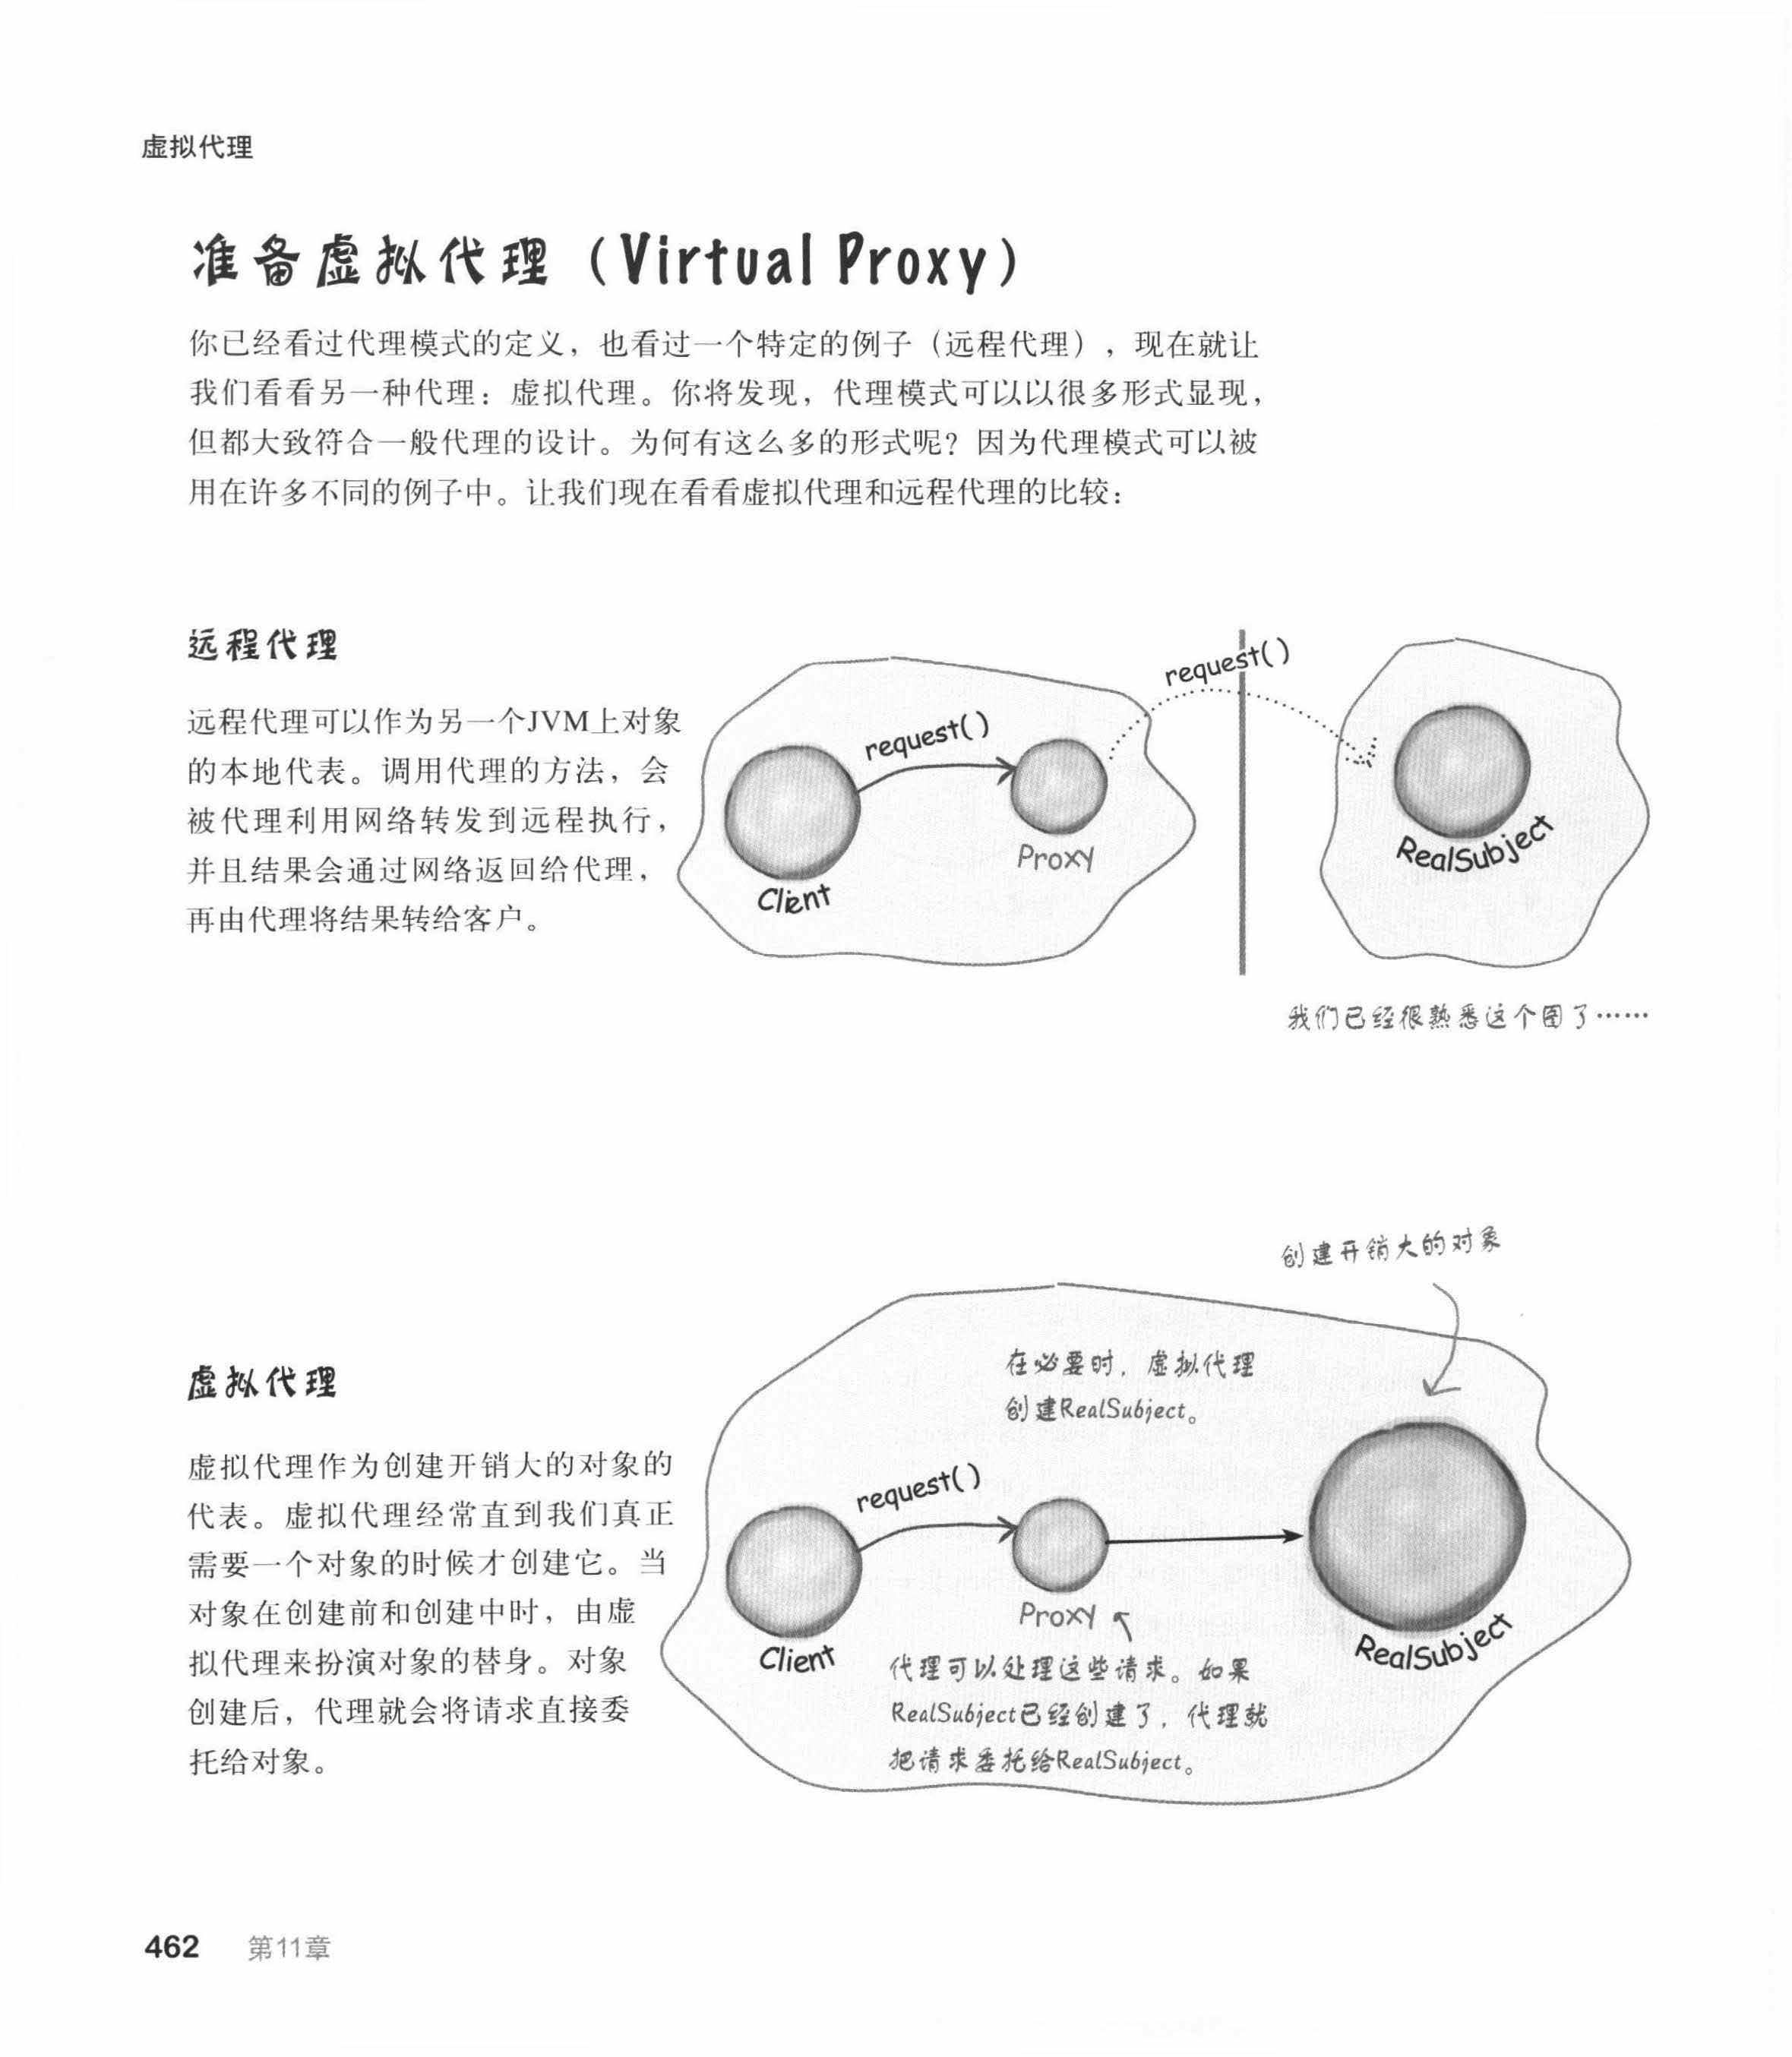 虚拟代理
准备虚拟代理（Virtual Proxy）
你已经看过代理模式的定义，也看过一个特定的例子（远程代理），现在就让
我们看看另一种代理：虚拟代理。你将发现，代理模式可以以很多形式显现，
但都大致符合一般代理的设计。为何有这么多的形式呢？因为代理模式可以被
用在许多不同的例子中。让我们现在看看虚拟代理和远程代理的比较：
远程代理
远程代理可以作为另一个JVM上对象
的本地代表。调用代理的方法，会
被代理利用网络转发到远程执行，
并且结果会通过网络返回给代理，
再由代理将结果转给客户。
request()
request()
Client
Proxy
RealSubject
我们已经很熟悉这个图了……
虚拟代理
虚拟代理作为创建开销大的对象的
代表。虚拟代理经常直到我们真正
需要一个对象的时候才创建它。当
对象在创建前和创建中时，由虚
拟代理来扮演对象的替身。对象
创建后，代理就会将请求直接委
托给对象。
创建开销大的对象
在必要时，虚拟代理
创建RealSubject。
request()
Client
Proxy
RealSubject
代理可以处理这些请求。如果
RealSubject已经创建了，代理就
把请求委托给RealSubject。
462 第11章